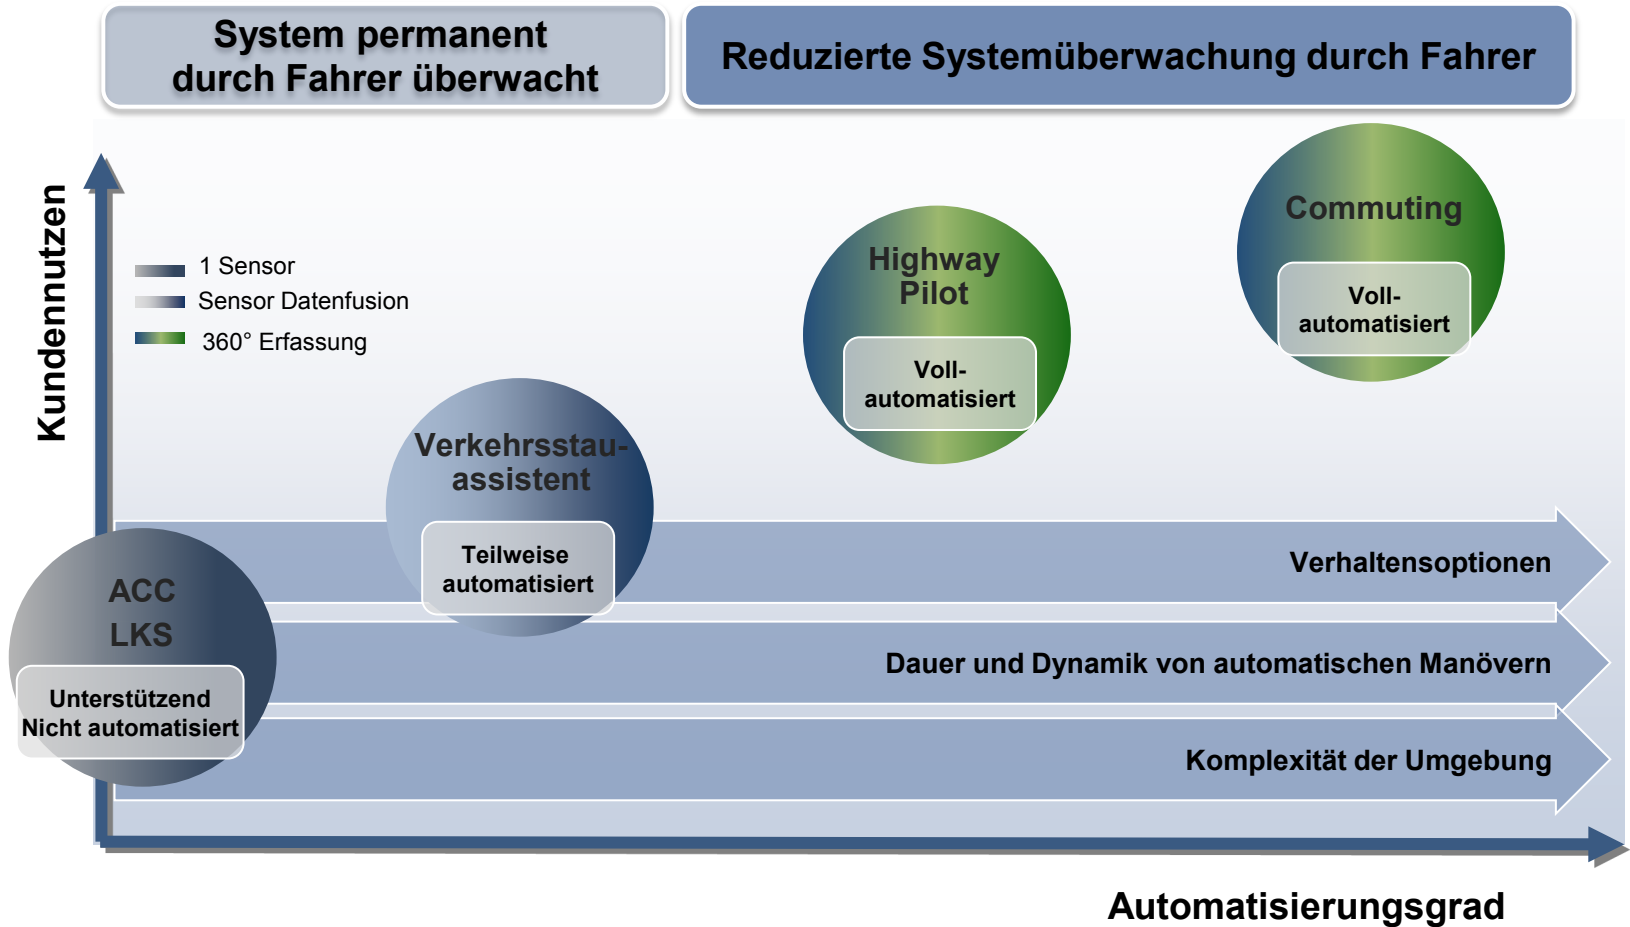 System permanent
durch Fahrer überwacht
Reduzierte Systemüberwachung durch Fahrer
Kundennutzen
1 Sensor
Sensor Datenfusion
360° Erfassung
Commuting
Voll-
automatisiert
Highway
Pilot
Voll-
automatisiert
Verkehrsstau-
assistent
Teilweise
automatisiert
ACC
LKS
Unterstützend
Nicht automatisiert
Verhaltensoptionen
Dauer und Dynamik von automatischen Manövern
Komplexität der Umgebung
Automatisierungsgrad